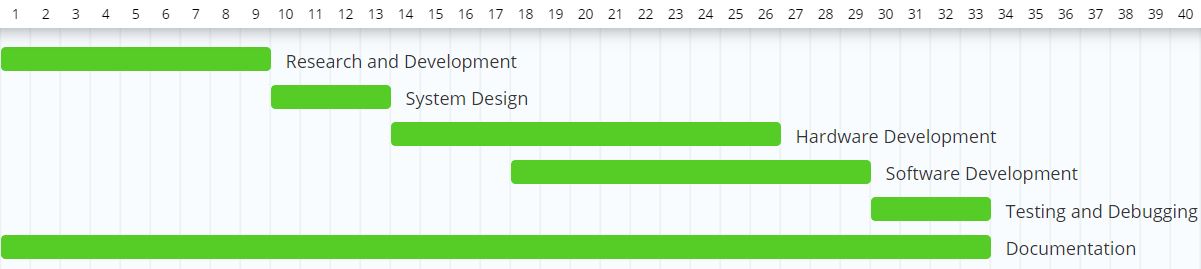 1 2 3 4 5 6 7 8 9 10 11 12 13 14 15 16 17 18 19 20 21 22 23 24 25 26 27 28 29 30 31 32 33 34 35 36 37 38 39 40
Research and Development
System Design
Hardware Development
Software Development
Testing and Debugging
Documentation